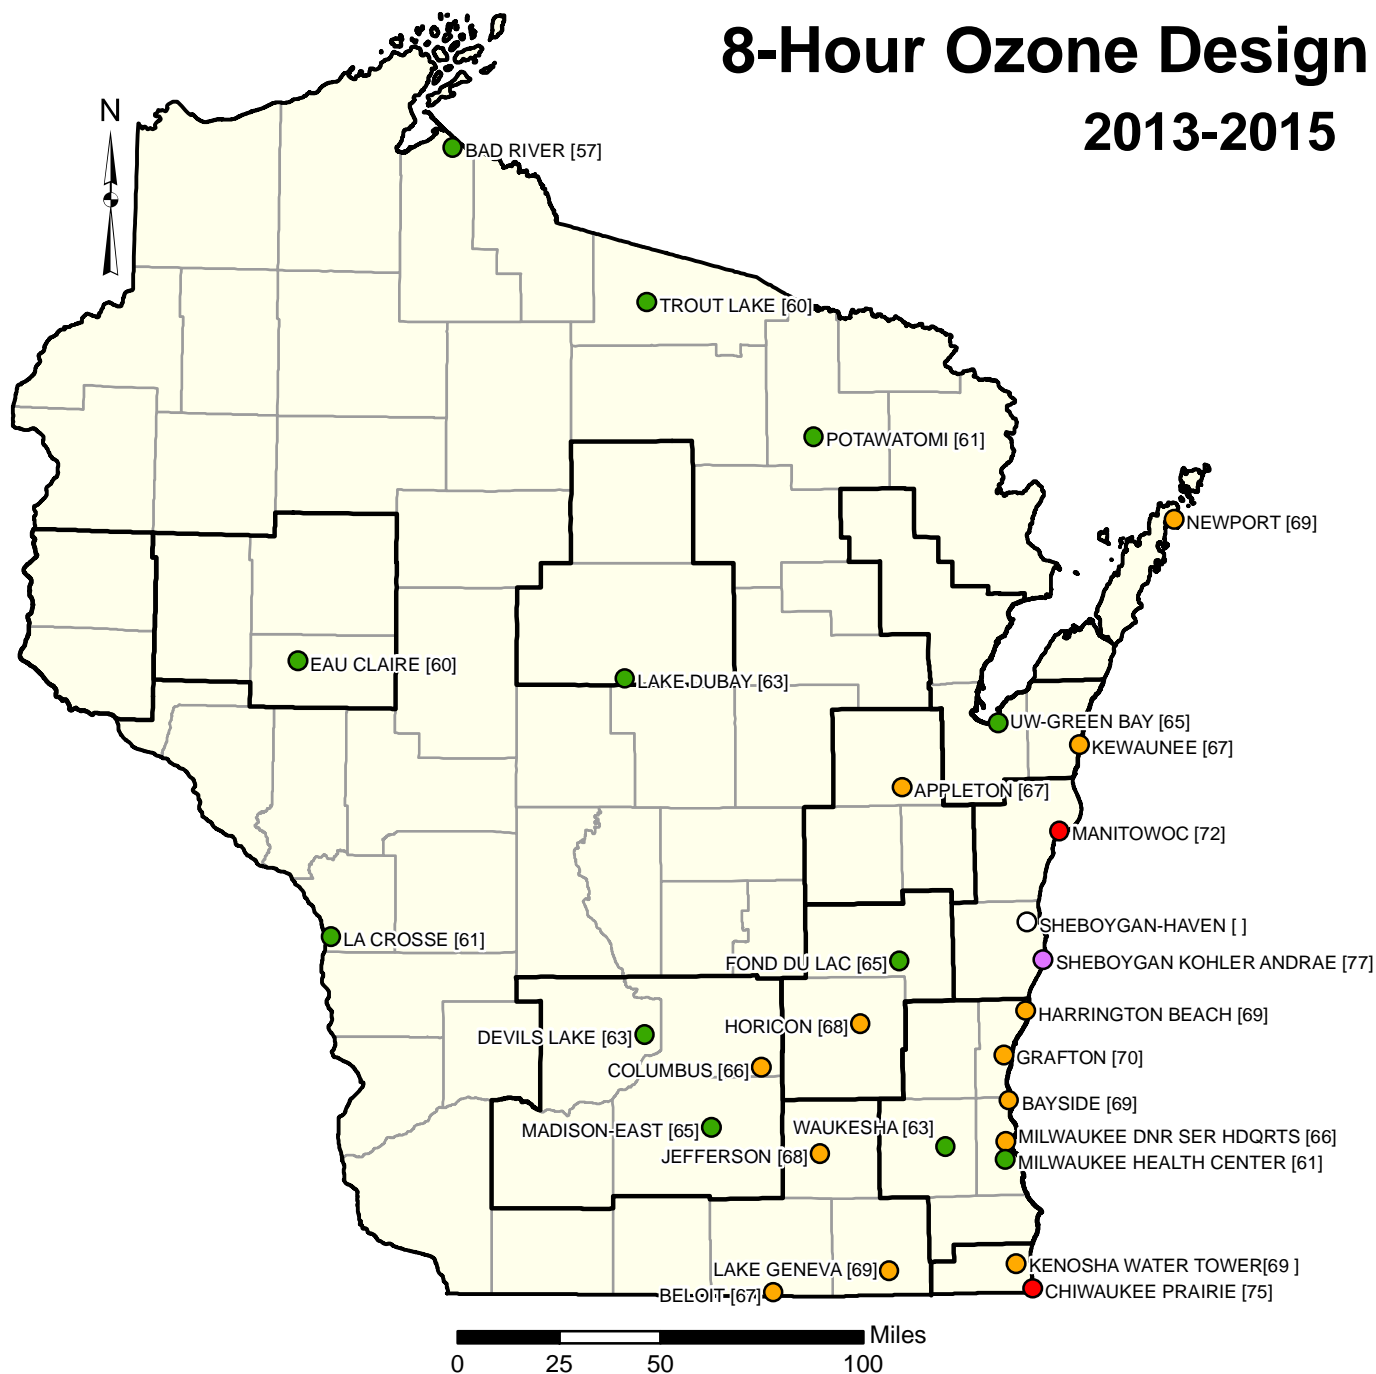 8-Hour Ozone Design
2013-2015
N
BAD RIVER [57]
TROUT LAKE [60]
POTAWATOMI [61]
NEWPORT [69]
EAU CLAIRE [60]
LAKE DUBAY [63]
UW-GREEN BAY [65]
KEWAUNEE [67]
APPLETON [67]
MANITOWOC [72]
SHEBOYGAN-HAVEN [ ]
LA CROSSE [61]
FOND DU LAC [65]
SHEBOYGAN KOHLER ANDRAE [77]
HARRINGTON BEACH [69]
HORICON [68]
DEVILS LAKE [63]
GRAFTON [70]
COLUMBUS [66]
BAYSIDE [69]
WAUKESHA [63]
MADISON-EAST [65]
MILWAUKEE DNR SER HDQRTS [66]
JEFFERSON [68]
MILWAUKEE HEALTH CENTER [61]
KENOSHA WATER TOWER[69 ]
LAKE GENEVA [69]
CHIWAUKEE PRAIRIE [75]
BELOIT [67]
Miles
0 25 50 100